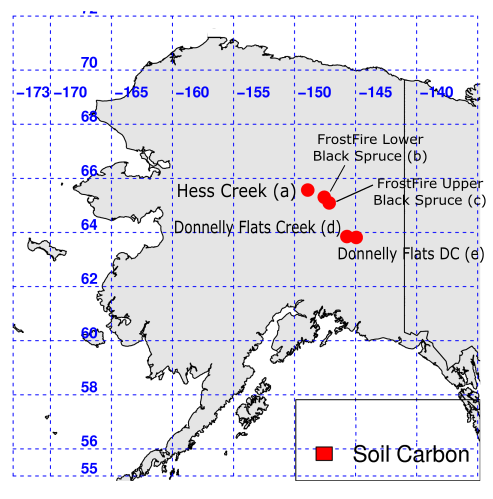 72
70
−173 −170 −165 −160 −155 −150 −145 −140
68
FrostFire Lower
Black Spruce (b)
66
FrostFire Upper
Black Spruce (c)
Hess Creek (a)
Donnelly Flats Creek (d)
64
Donnelly Flats DC (e)
62
60
58
56
Soil Carbon
55